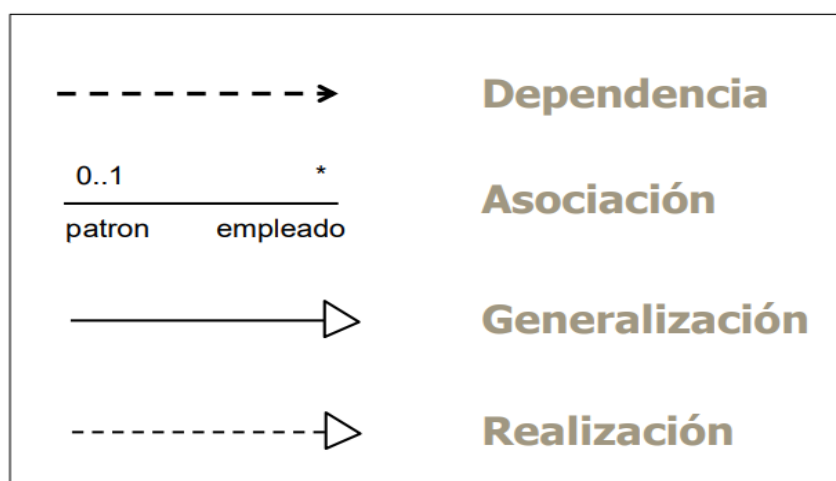 Dependencia
0..1 *
patron empleado
Asociación
Generalización
Realización